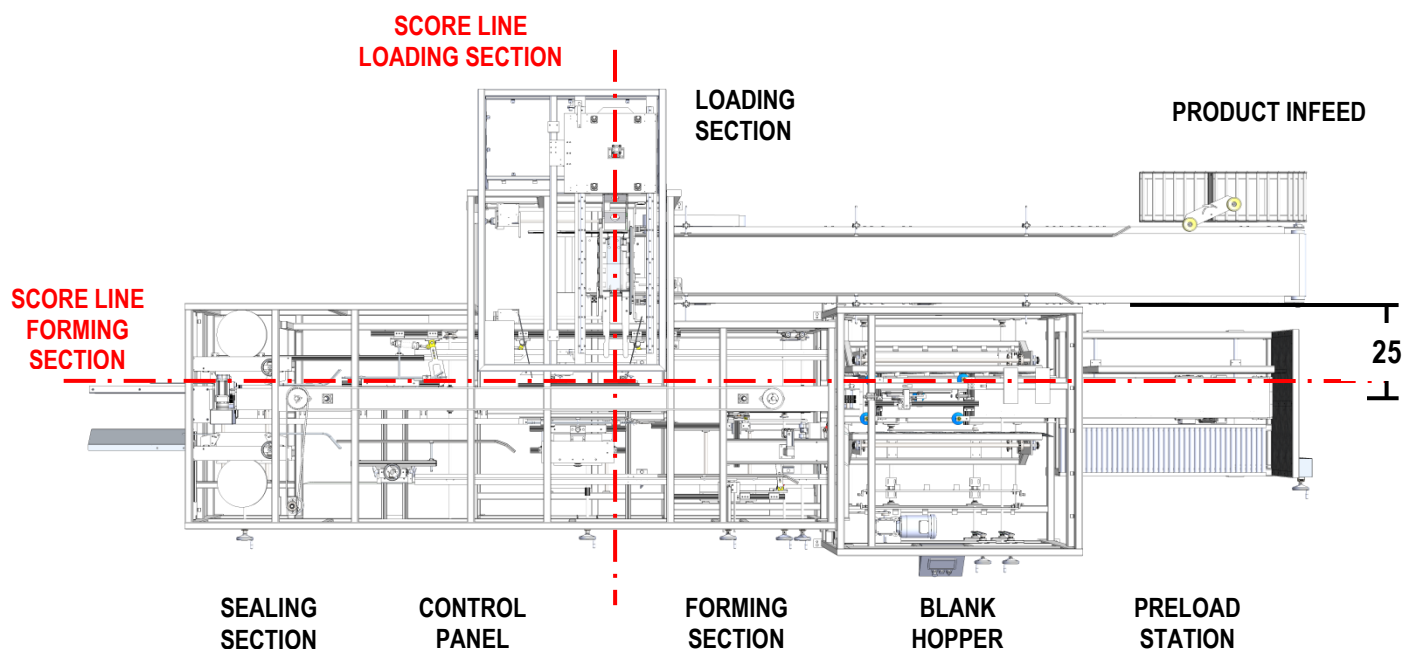 SCORE LINE
LOADING SECTION
LOADING
SECTION
PRODUCT INFEED
SCORE LINE
FORMING
SECTION
25
SEALING
SECTION
CONTROL
PANEL
FORMING
SECTION
BLANK
HOPPER
PRELOAD
STATION